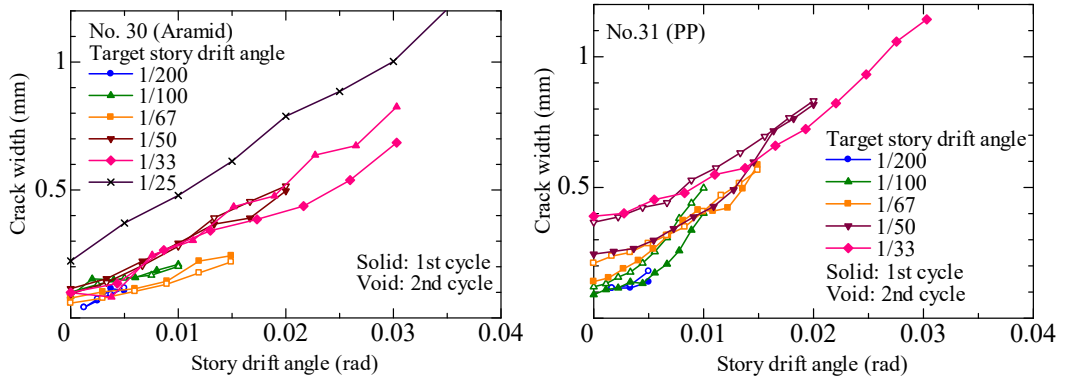 No. 30 (Aramid)
Target story drift angle
1/200
1/100
1/67
1/50
1/33
1/25
Solid: 1st cycle
Void: 2nd cycle
Crack width (mm)
1
0.5
0
0.01
0.02
0.03
0.04
Story drift angle (rad)
No.31 (PP)
Target story drift angle
1/200
1/100
1/67
1/50
1/33
Solid: 1st cycle
Void: 2nd cycle
Crack width (mm)
1
0.5
0
0.01
0.02
0.03
0.04
Story drift angle (rad)